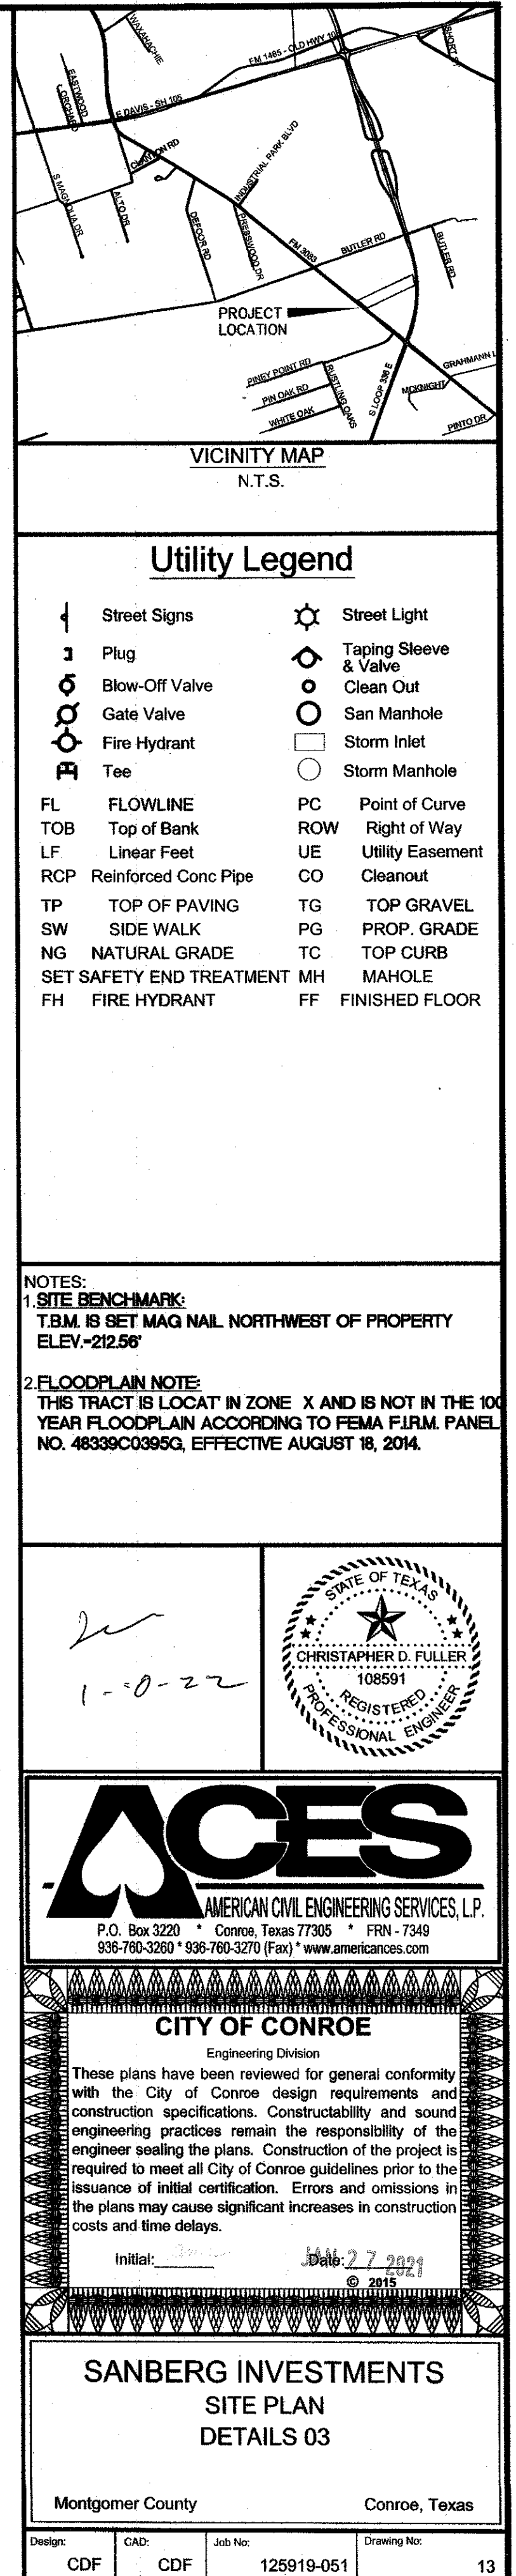 WAXAHACHIE
FM 1485 - OLD HWY 10
SHORT S
EASTWOOD
ORCHARD
E DAVIS - SH 105
CLANTON RD
INDUSTRIAL PARK BLVD
S MAGNOLIA DR
ALTO DR
DEFOOR RD
PRESSWOOD DR
FM 3083
BUTLER RD
BUTLER RD
PROJECT
LOCATION
PINEY POINT RD
PIN OAK RD
WHITE OAK
RUSTLING OAKS
S LOOP 336 E
GRAHMANN L
MCKNIGHT
PINTO DR
VICINITY MAP
N.T.S.
Utility Legend
Street Signs Street Light
Plug Taping Sleeve
& Valve
Blow-Off Valve Clean Out
Gate Valve San Manhole
Fire Hydrant Storm Inlet
Tee Storm Manhole
FL FLOWLINE PC Point of Curve
TOB Top of Bank ROW Right of Way
LF Linear Feet UE Utility Easement
RCP Reinforced Conc Pipe CO Cleanout
TP TOP OF PAVING TG TOP GRAVEL
SW SIDE WALK PG PROP. GRADE
NG NATURAL GRADE TC TOP CURB
SET SAFETY END TREATMENT MH MAHOLE
FH FIRE HYDRANT FF FINISHED FLOOR
NOTES:
1. SITE BENCHMARK:
T.B.M. IS SET MAG NAIL NORTHWEST OF PROPERTY
ELEV.=212.56'
2. FLOODPLAIN NOTE:
THIS TRACT IS LOCAT' IN ZONE X AND IS NOT IN THE 100
YEAR FLOODPLAIN ACCORDING TO FEMA F.I.R.M. PANEL
NO. 48339C0395G, EFFECTIVE AUGUST 18, 2014.
STATE OF TEXAS
CHRISTAPHER D. FULLER
108591
REGISTERED
PROFESSIONAL ENGINEER
ACES
AMERICAN CIVIL ENGINEERING SERVICES, L.P.
P.O. Box 3220 * Conroe, Texas 77305 * FRN - 7349
936-760-3260 * 936-760-3270 (Fax) * www.americances.com
CITY OF CONROE
Engineering Division
These plans have been reviewed for general conformity
with the City of Conroe design requirements and
construction specifications. Constructability and sound
engineering practices remain the responsibility of the
engineer sealing the plans. Construction of the project is
required to meet all City of Conroe guidelines prior to the
issuance of initial certification. Errors and omissions in
the plans may cause significant increases in construction
costs and time delays.
Initial: Date: JAN 27 2021
© 2015
SANBERG INVESTMENTS
SITE PLAN
DETAILS 03
Montgomer County Conroe, Texas
Design: CAD: Job No: Drawing No:
CDF CDF 125919-051 13